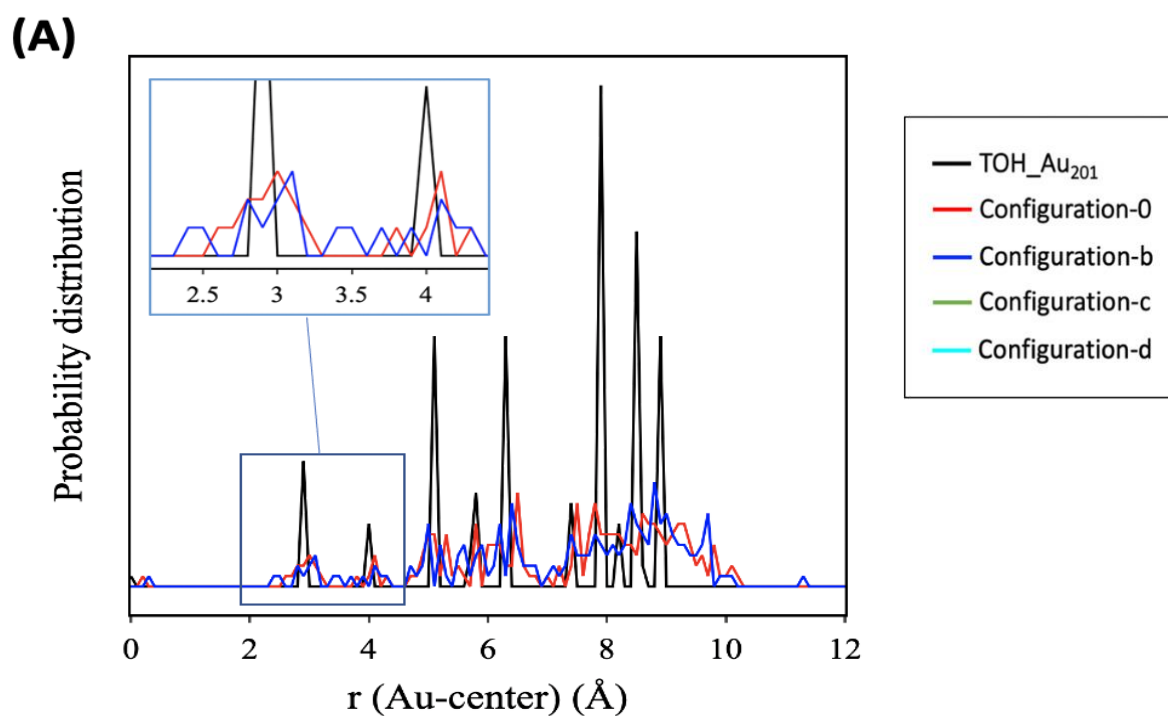 (A)
2.5 3 3.5 4
Probability distribution
0 2 4 6 8 10 12
r (Au-center) (Å)
TOH_Au201
Configuration-0
Configuration-b
Configuration-c
Configuration-d